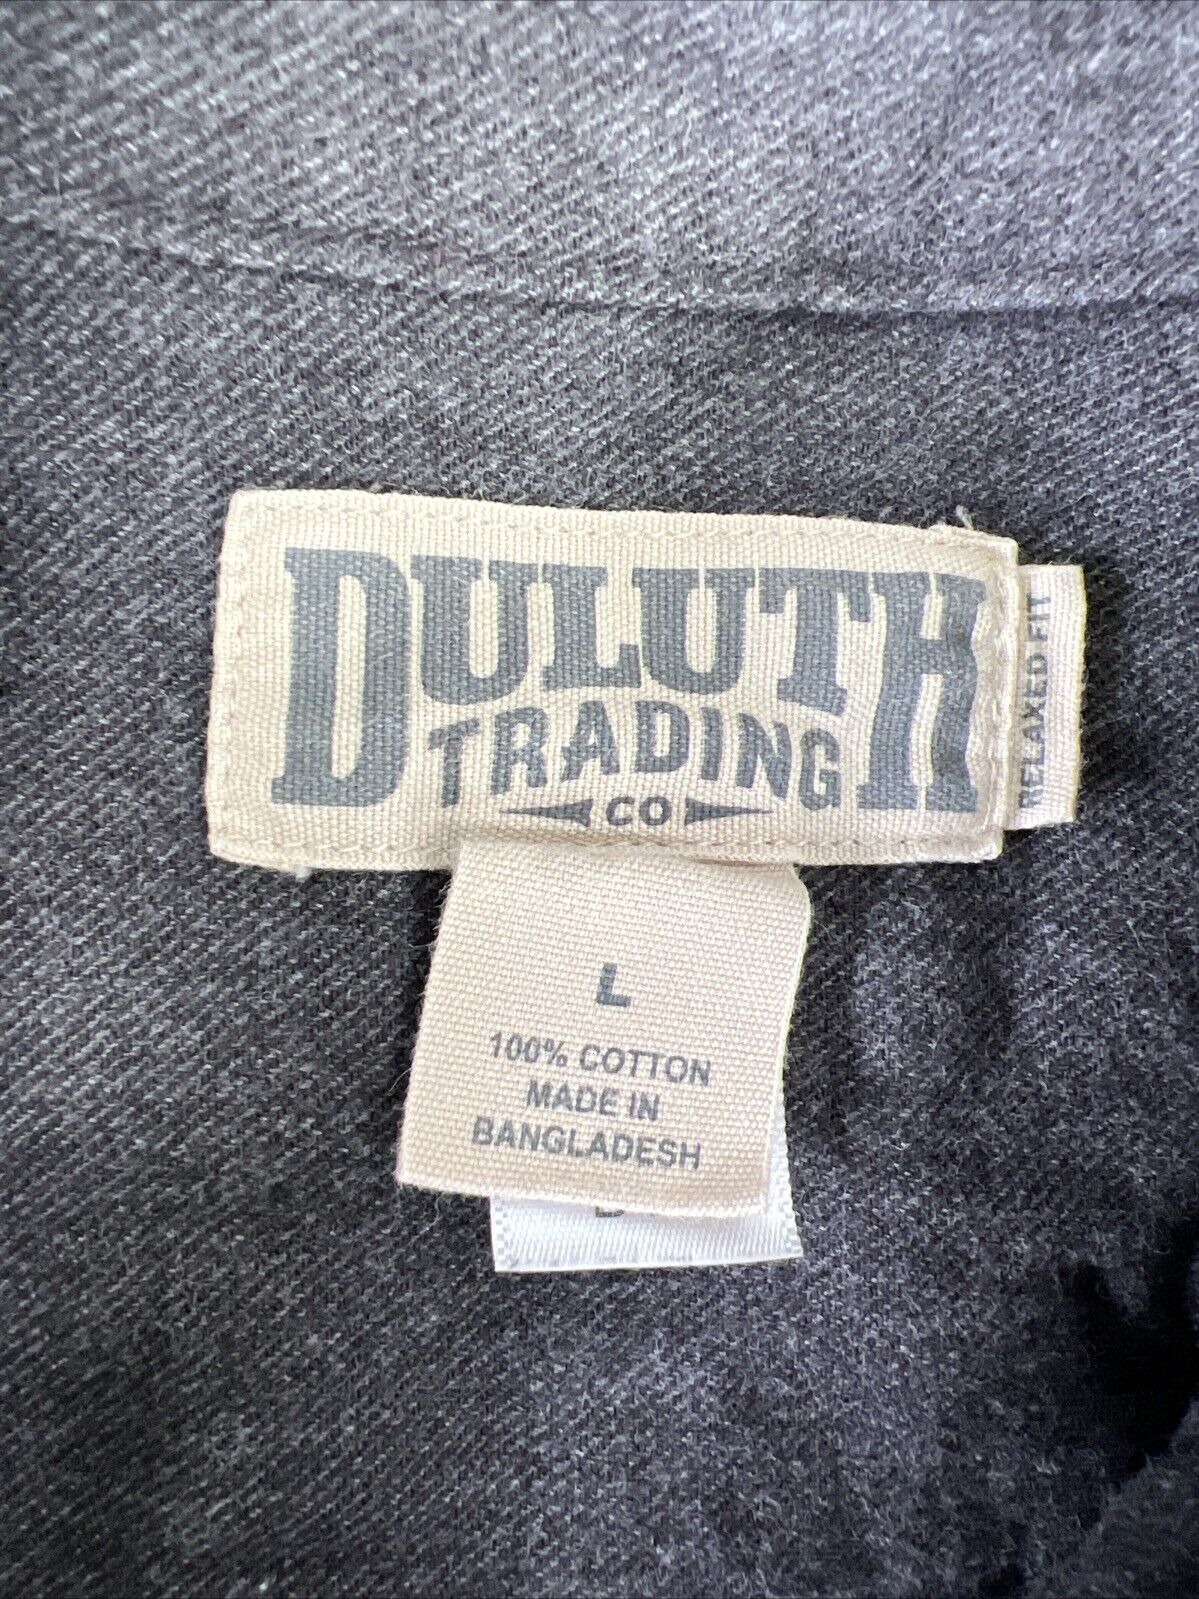 DULUTH
TRADING
CO
RELAXED FIT
L
100% COTTON
MADE IN
BANGLADESH